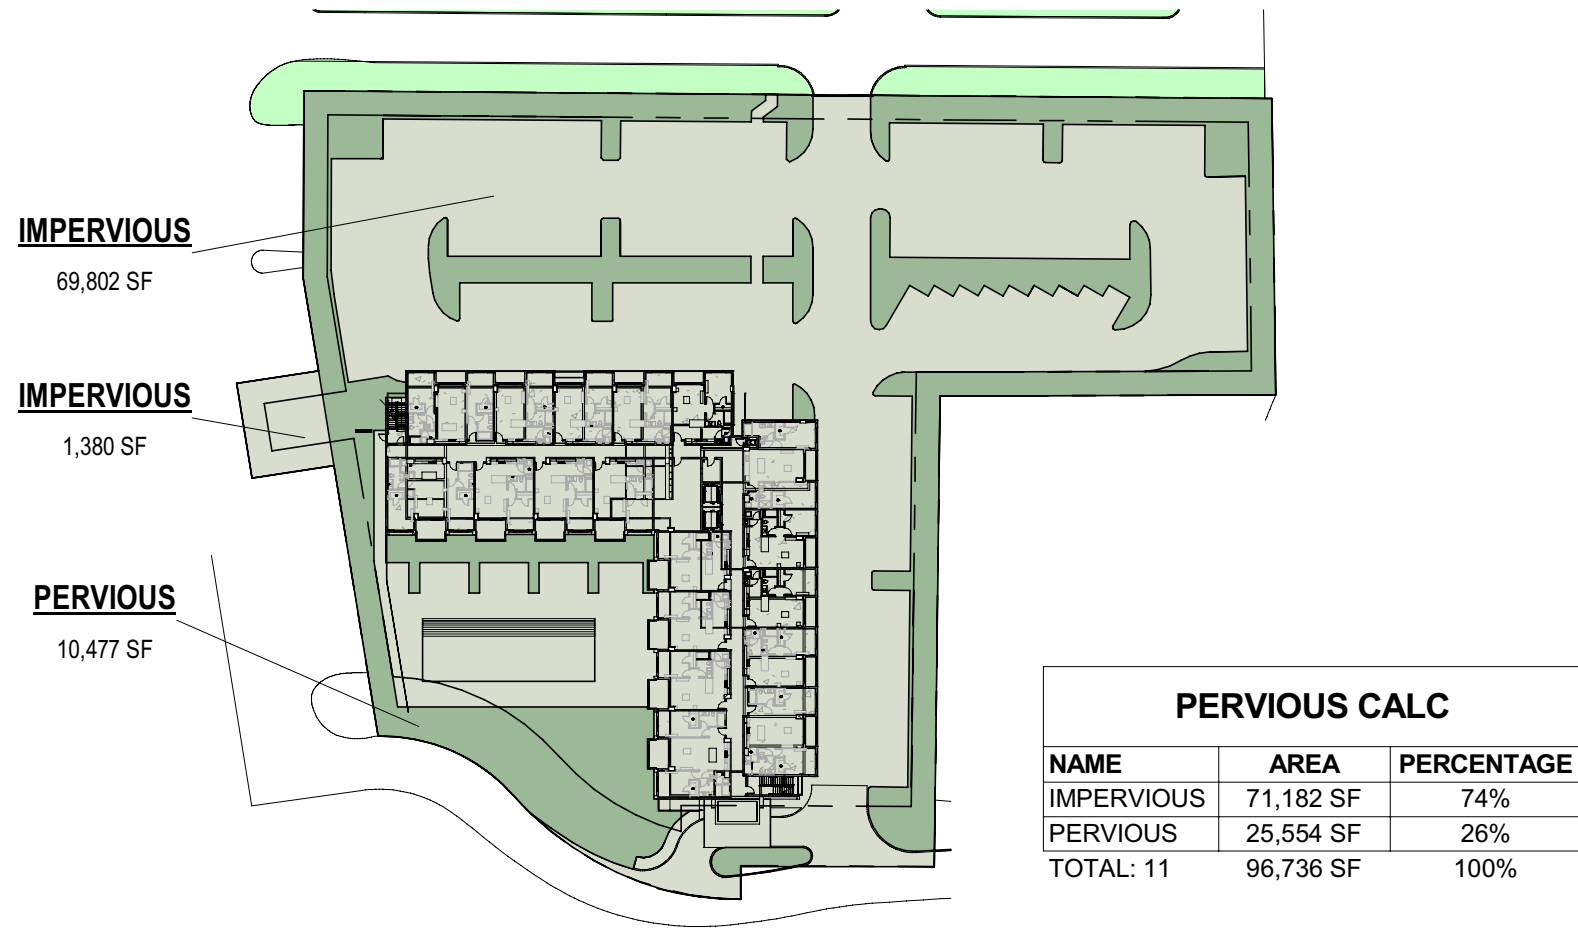 IMPERVIOUS
69,802 SF
IMPERVIOUS
1,380 SF
PERVIOUS
10,477 SF
PERVIOUS CALC
NAME AREA PERCENTAGE
IMPERVIOUS 71,182 SF 74%
PERVIOUS 25,554 SF 26%
TOTAL: 11 96,736 SF 100%